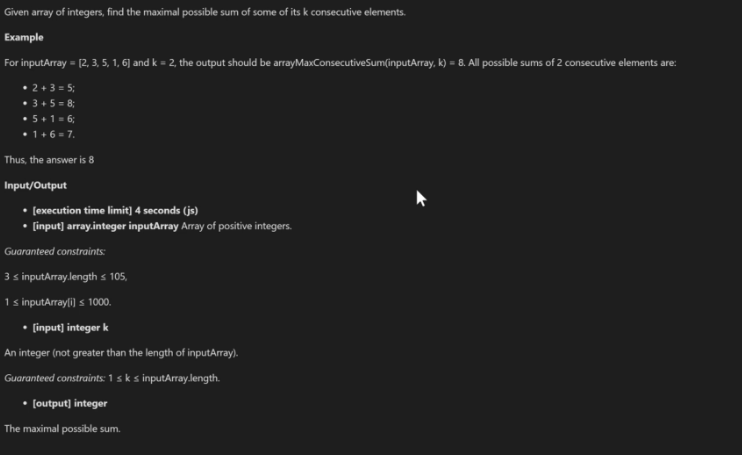 Given array of integers, find the maximal possible sum of some of its k consecutive elements.
Example
For inputArray = [2, 3, 5, 1, 6] and k = 2, the output should be arrayMaxConsecutiveSum(inputArray, k) = 8. All possible sums of 2 consecutive elements are:
• 2 + 3 = 5;
• 3 + 5 = 8;
• 5 + 1 = 6;
• 1 + 6 = 7.
Thus, the answer is 8
Input/Output
• [execution time limit] 4 seconds (js)
• [input] array.integer inputArray Array of positive integers.
Guaranteed constraints:
3 ≤ inputArray.length ≤ 105,
1 ≤ inputArray[i] ≤ 1000.
• [input] integer k
An integer (not greater than the length of inputArray).
Guaranteed constraints: 1 ≤ k ≤ inputArray.length.
• [output] integer
The maximal possible sum.